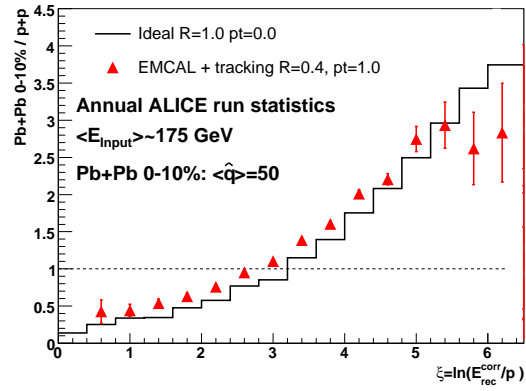 Pb+Pb 0-10% / p+p
4.5
4
3.5
3
2.5
2
1.5
1
0.5
0
Ideal R=1.0 pt=0.0
EMCAL + tracking R=0.4, pt=1.0
Annual ALICE run statistics
<E_Input>~175 GeV
Pb+Pb 0-10%: <q̂>=50
0 1 2 3 4 5 6
ξ=ln(E_rec^corr/p)